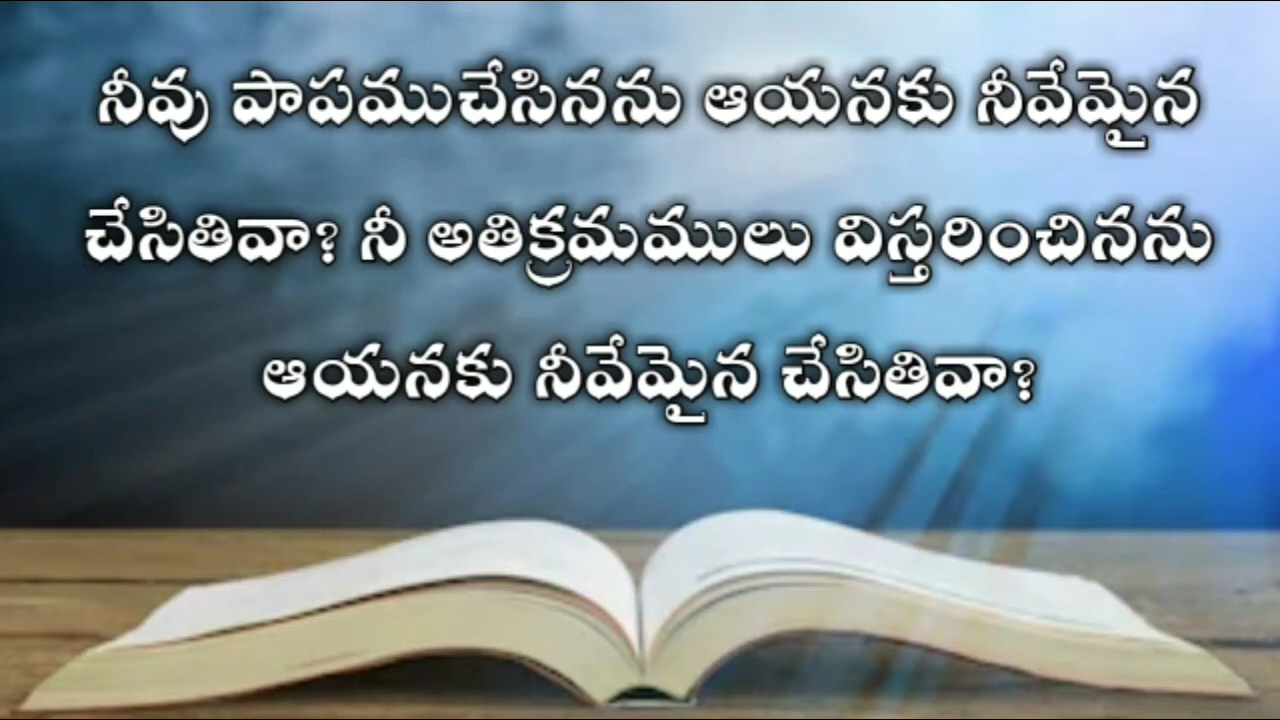 నీవు పాపముచేసినను ఆయనకు నీవేమైన
చేసితివా? నీ అతిక్రమములు విస్తరించినను
ఆయనకు నీవేమైన చేసితివా?